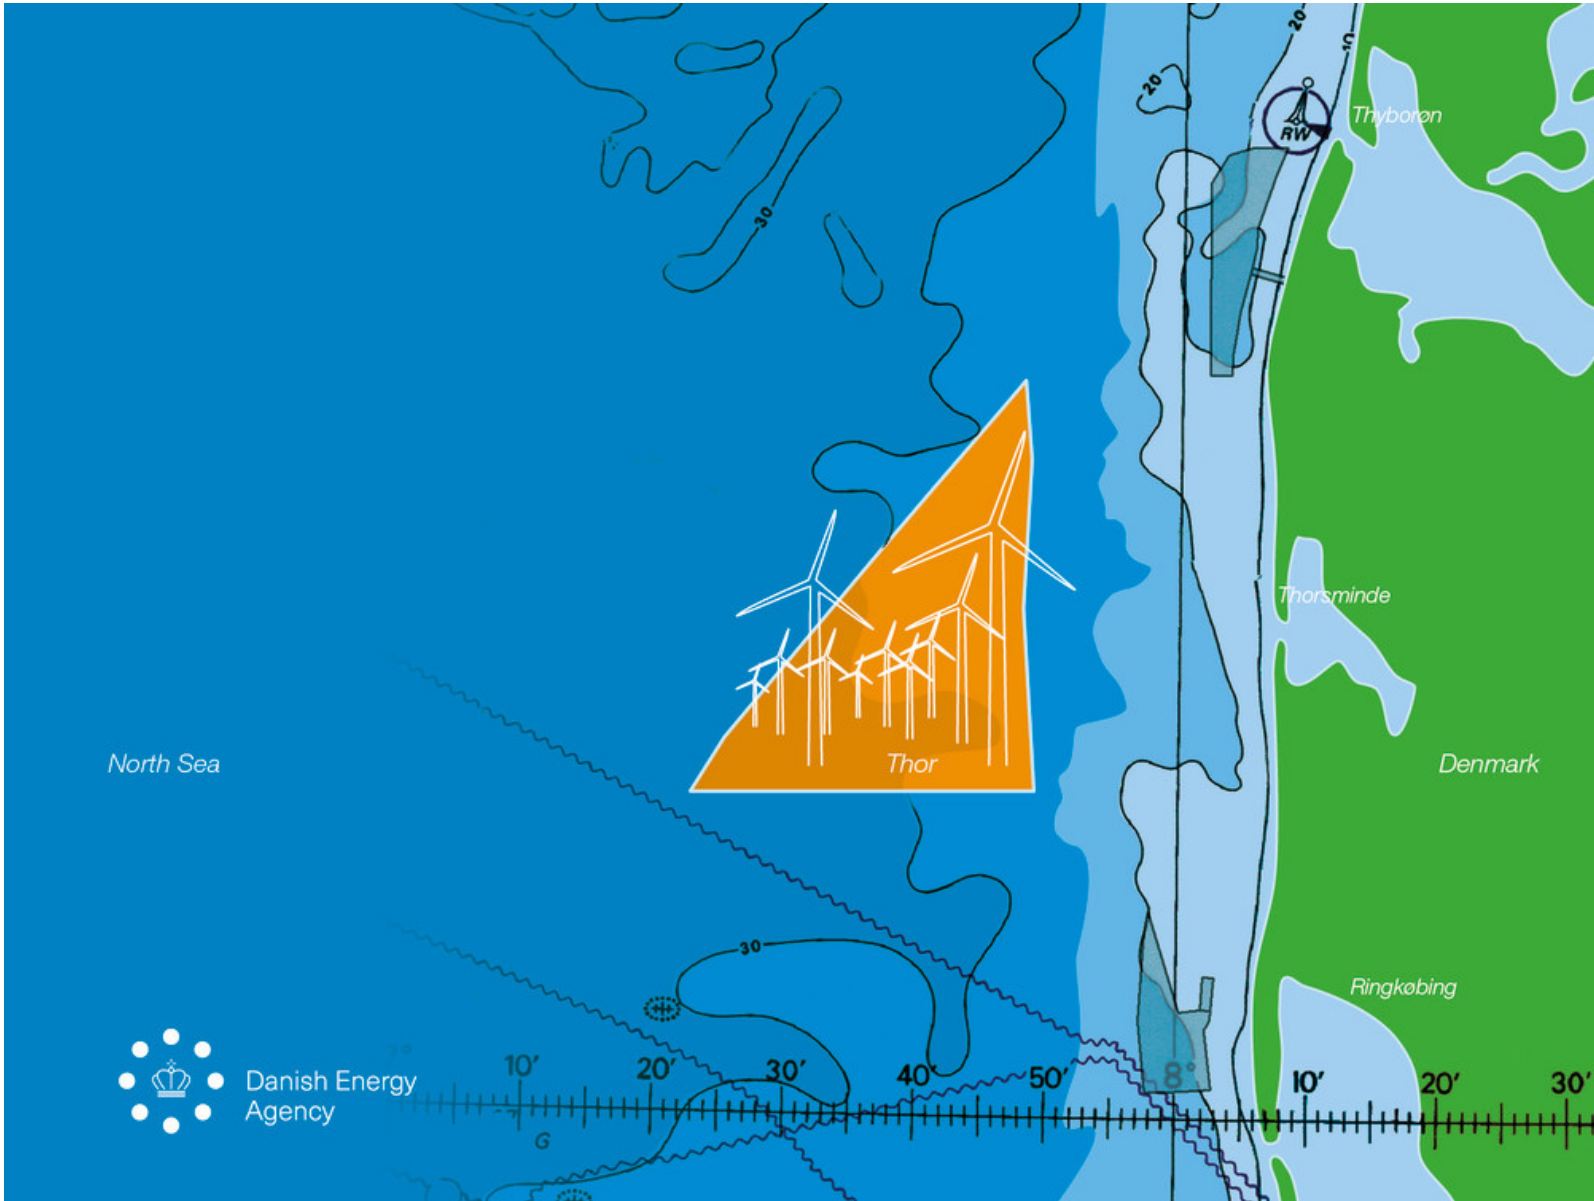 20
10
20
RW
Thyborøn
30
Thorsminde
North Sea
Thor
Denmark
30
Ringkøbing
Danish Energy
Agency
10' 20' 30' 40' 50' 8° 10' 20' 30'
G